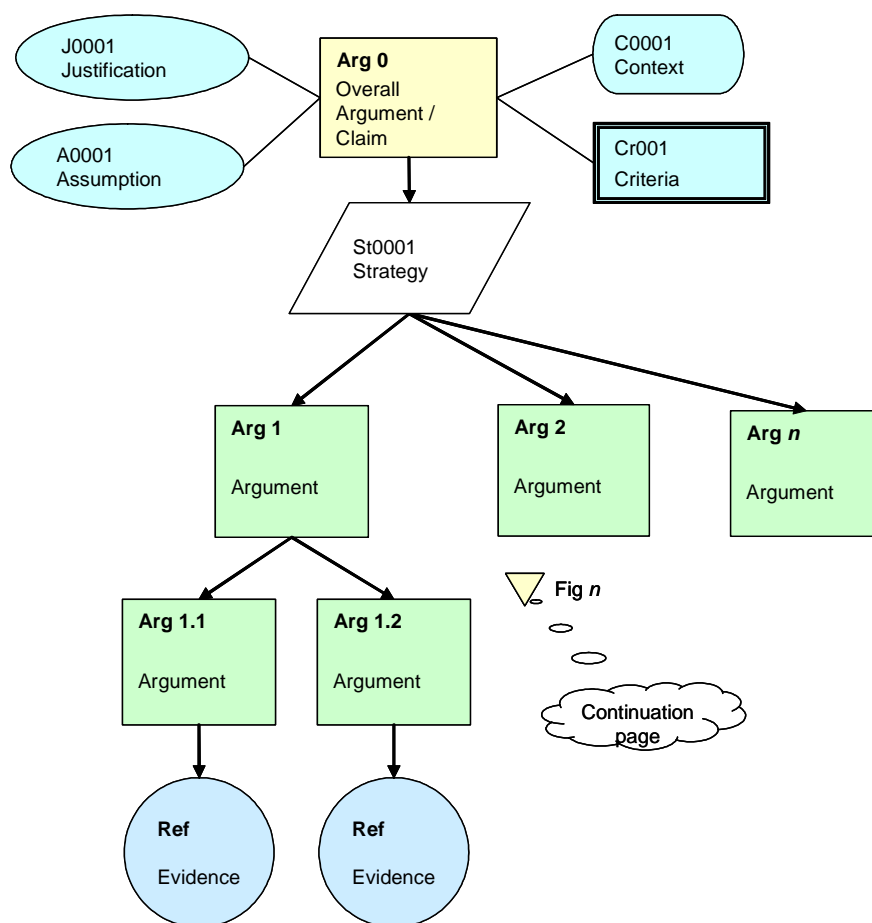 J0001
Justification
Arg 0
Overall
Argument /
Claim
C0001
Context
A0001
Assumption
Cr001
Criteria
St0001
Strategy
Arg 1
Argument
Arg 2
Argument
Arg n
Argument
Fig n
Arg 1.1
Argument
Arg 1.2
Argument
Continuation
page
Ref
Evidence
Ref
Evidence